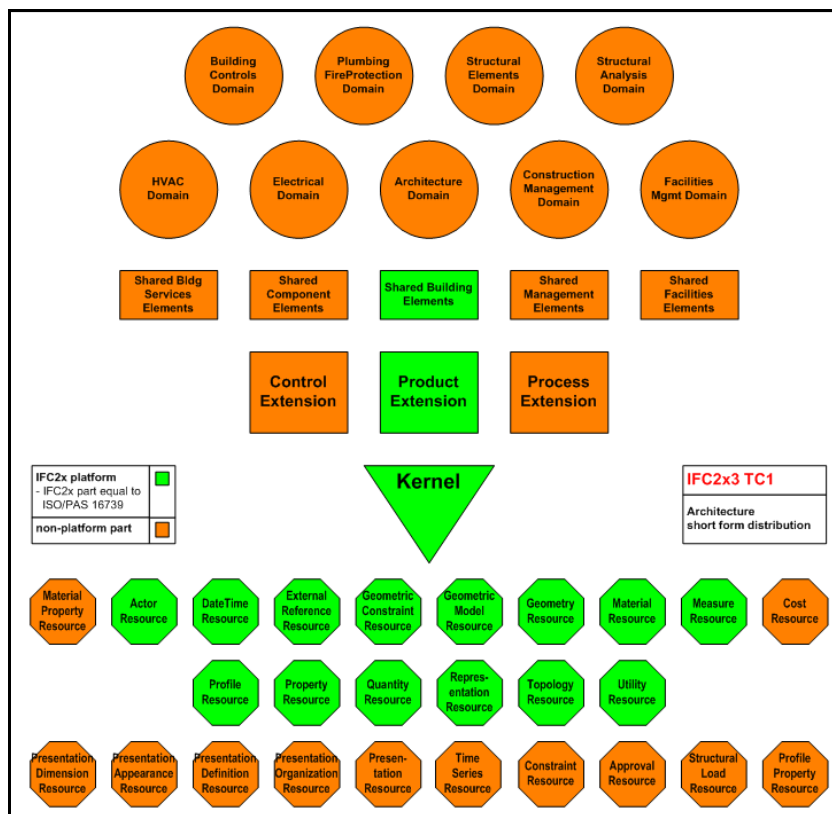 Building
Controls
Domain
Plumbing
FireProtection
Domain
Structural
Elements
Domain
Structural
Analysis
Domain
HVAC
Domain
Electrical
Domain
Architecture
Domain
Construction
Management
Domain
Facilities
Mgmt Domain
Shared Bldg
Services
Elements
Shared
Component
Elements
Shared Building
Elements
Shared
Management
Elements
Shared
Facilities
Elements
Control
Extension
Product
Extension
Process
Extension
IFC2x platform
- IFC2x part equal to
ISO/PAS 16739
non-platform part
Kernel
IFC2x3 TC1
Architecture
short form distribution
Material
Property
Resource
Actor
Resource
DateTime
Resource
External
Reference
Resource
Geometric
Constraint
Resource
Geometric
Model
Resource
Geometry
Resource
Material
Resource
Measure
Resource
Cost
Resource
Profile
Resource
Property
Resource
Quantity
Resource
Repres-
entation
Resource
Topology
Resource
Utility
Resource
Presentation
Dimension
Resource
Presentation
Appearance
Resource
Presentation
Definition
Resource
Presentation
Organization
Resource
Presen-
tation
Resource
Time
Series
Resource
Constraint
Resource
Approval
Resource
Structural
Load
Resource
Profile
Property
Resource